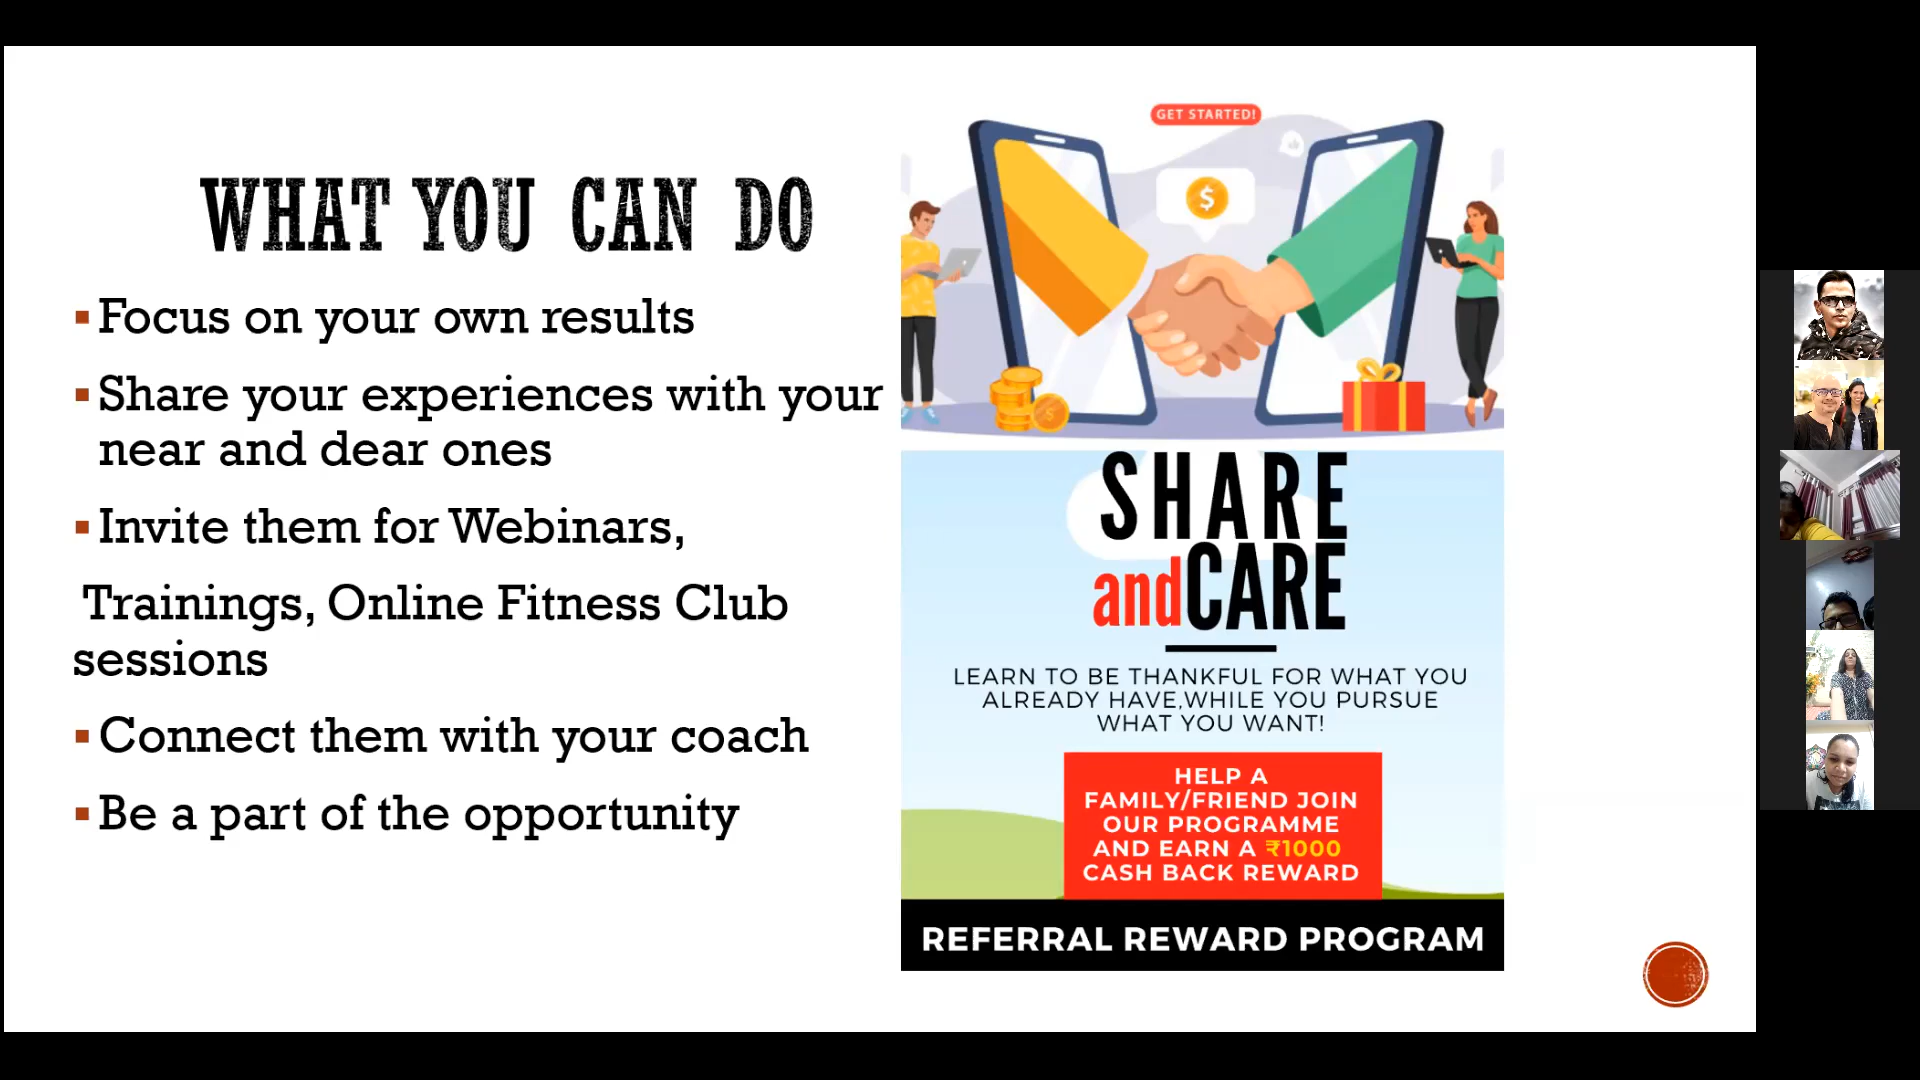 WHAT YOU CAN DO
Focus on your own results
Share your experiences with your
near and dear ones
Invite them for Webinars,
Trainings, Online Fitness Club
sessions
Connect them with your coach
Be a part of the opportunity
GET STARTED!
$
SHARE
andCARE
LEARN TO BE THANKFUL FOR WHAT YOU
ALREADY HAVE,WHILE YOU PURSUE
WHAT YOU WANT!
HELP A
FAMILY/FRIEND JOIN
OUR PROGRAMME
AND EARN A ₹1000
CASH BACK REWARD
REFERRAL REWARD PROGRAM